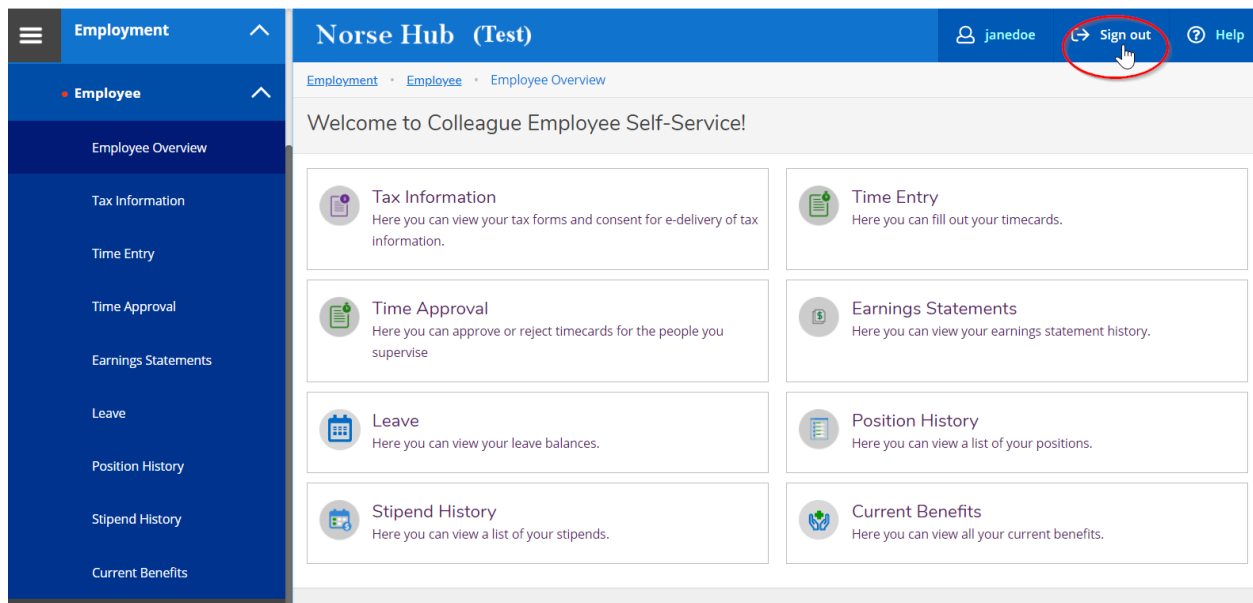 Employment
Norse Hub (Test)
janedoe
Sign out
Help
Employee
Employment • Employee • Employee Overview
Welcome to Colleague Employee Self-Service!
Employee Overview
Tax Information
Time Entry
Time Approval
Earnings Statements
Leave
Position History
Stipend History
Current Benefits
Tax Information
Here you can view your tax forms and consent for e-delivery of tax
information.
Time Entry
Here you can fill out your timecards.
Time Approval
Here you can approve or reject timecards for the people you
supervise
Earnings Statements
Here you can view your earnings statement history.
Leave
Here you can view your leave balances.
Position History
Here you can view a list of your positions.
Stipend History
Here you can view a list of your stipends.
Current Benefits
Here you can view all your current benefits.